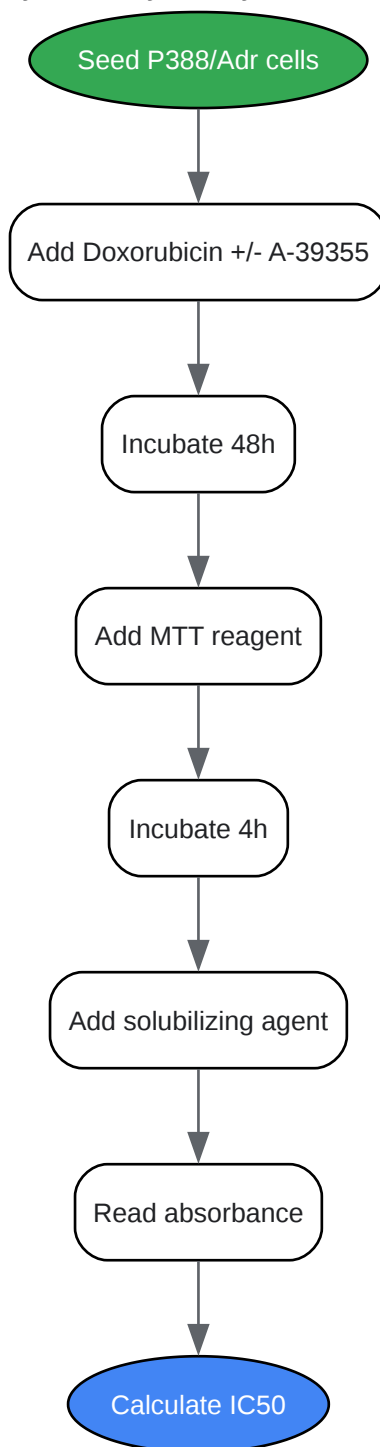 Seed P388/Adr cells
Add Doxorubicin +/- A-39355
Incubate 48h
Add MTT reagent
Incubate 4h
Add solubilizing agent
Read absorbance
Calculate IC50